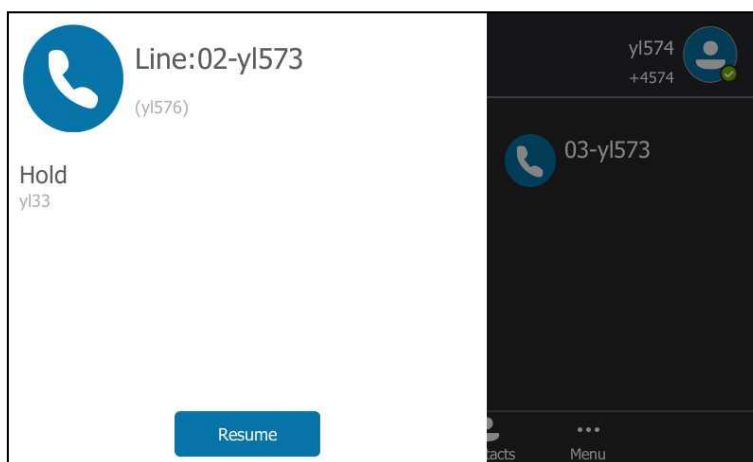 Line:02-yl573
(yl576)
Hold
yl33
Resume
yl574
+4574
03-yl573
tacts
Menu